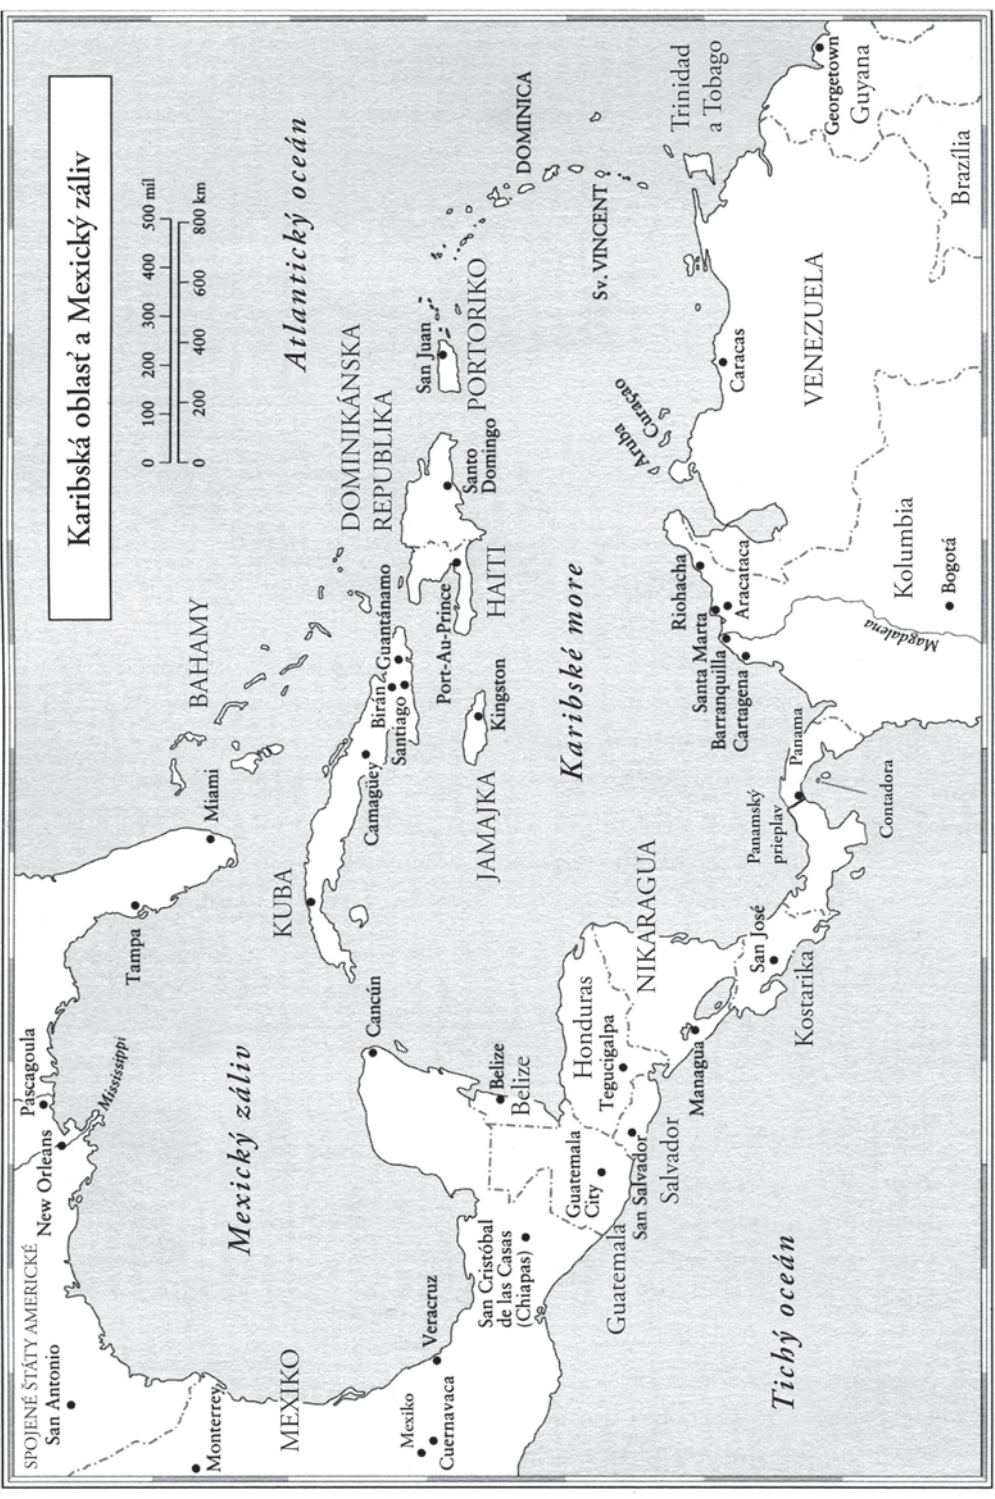 Karibská oblasť a Mexický záliv
0 100 200 300 400 500 míl
0 200 400 600 800 km
SPOJENÉ ŠTÁTY AMERICKÉ
San Antonio
New Orleans
Pascagoula
Mississippi
Tampa
Miami
Monterrey
MEXIKO
Mexický záliv
Atlantický oceán
BAHAMY
KUBA
Camagüey
Birán
Santiago
Guantánamo
DOMINIKÁNSKA
REPUBLIKA
Cancún
Veracruz
Mexiko
Cuernavaca
JAMAJKA
Kingston
Port-Au-Prince
HAITI
Santo
Domingo
San Juan
PORTORIKO
DOMINICA
Sv. VINCENT
San Cristóbal
de las Casas
(Chiapas)
Belize
Belize
Karibské more
Guatemala
City
Guatemala
Honduras
Tegucigalpa
San Salvador
Salvador
NIKARAGUA
Managua
Aruba
Curaçao
Trinidad
a Tobago
Riohacha
Santa Marta
Barranquilla
Cartagena
Aracataca
Caracas
VENEZUELA
Georgetown
Guyana
San José
Kostarika
Panamský
prieplav
Panama
Contadora
Magdalena
Kolumbia
Bogotá
Brazília
Tichý oceán